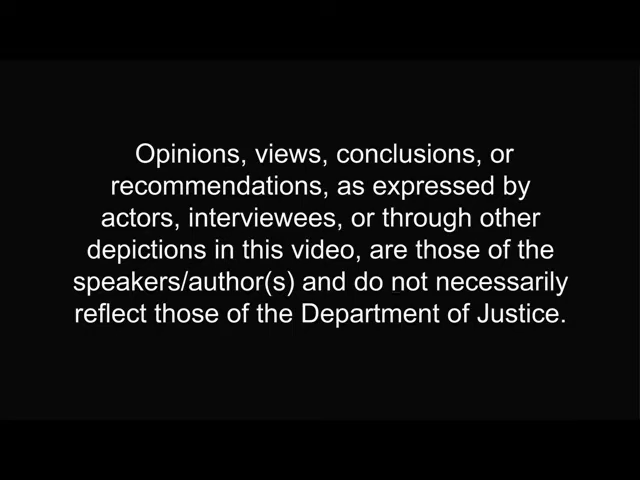 Opinions, views, conclusions, or
recommendations, as expressed by
actors, interviewees, or through other
depictions in this video, are those of the
speakers/author(s) and do not necessarily
reflect those of the Department of Justice.